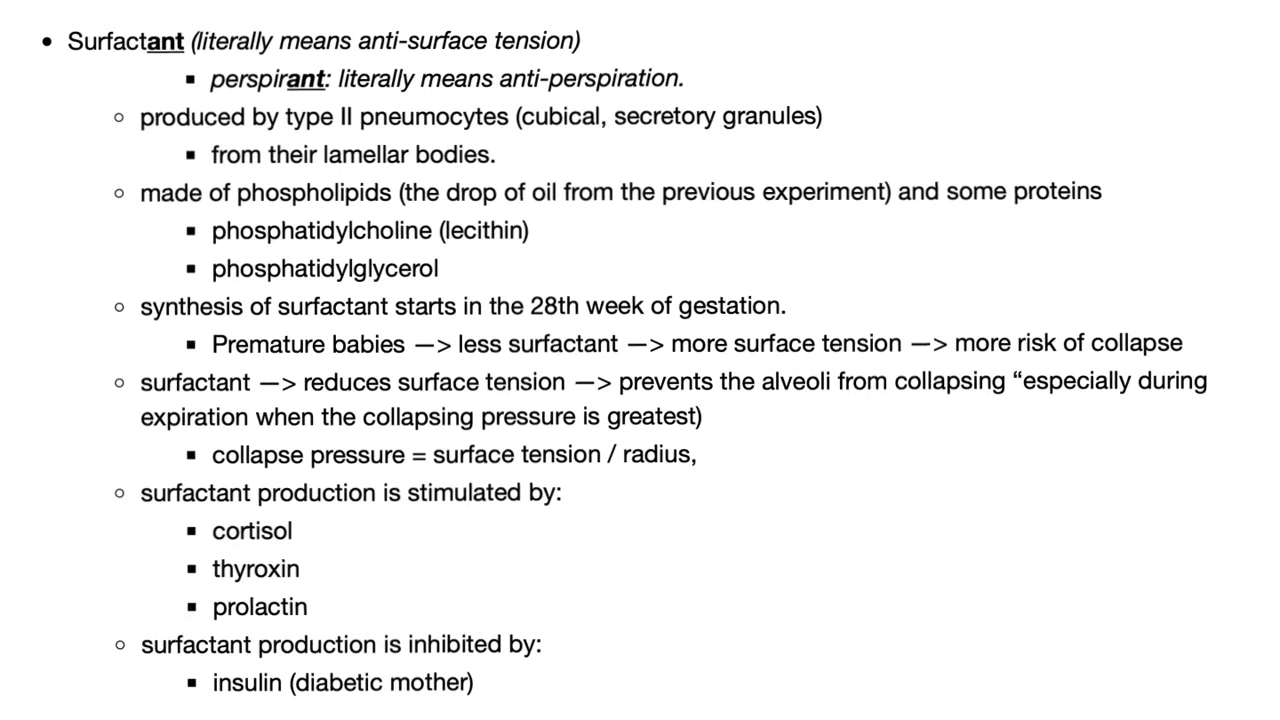 • Surfactant (literally means anti-surface tension)
▪ perspirant: literally means anti-perspiration.
○ produced by type II pneumocytes (cubical, secretory granules)
▪ from their lamellar bodies.
○ made of phospholipids (the drop of oil from the previous experiment) and some proteins
▪ phosphatidylcholine (lecithin)
▪ phosphatidylglycerol
○ synthesis of surfactant starts in the 28th week of gestation.
▪ Premature babies —> less surfactant —> more surface tension —> more risk of collapse
○ surfactant —> reduces surface tension —> prevents the alveoli from collapsing “especially during
expiration when the collapsing pressure is greatest)
▪ collapse pressure = surface tension / radius,
○ surfactant production is stimulated by:
▪ cortisol
▪ thyroxin
▪ prolactin
○ surfactant production is inhibited by:
▪ insulin (diabetic mother)